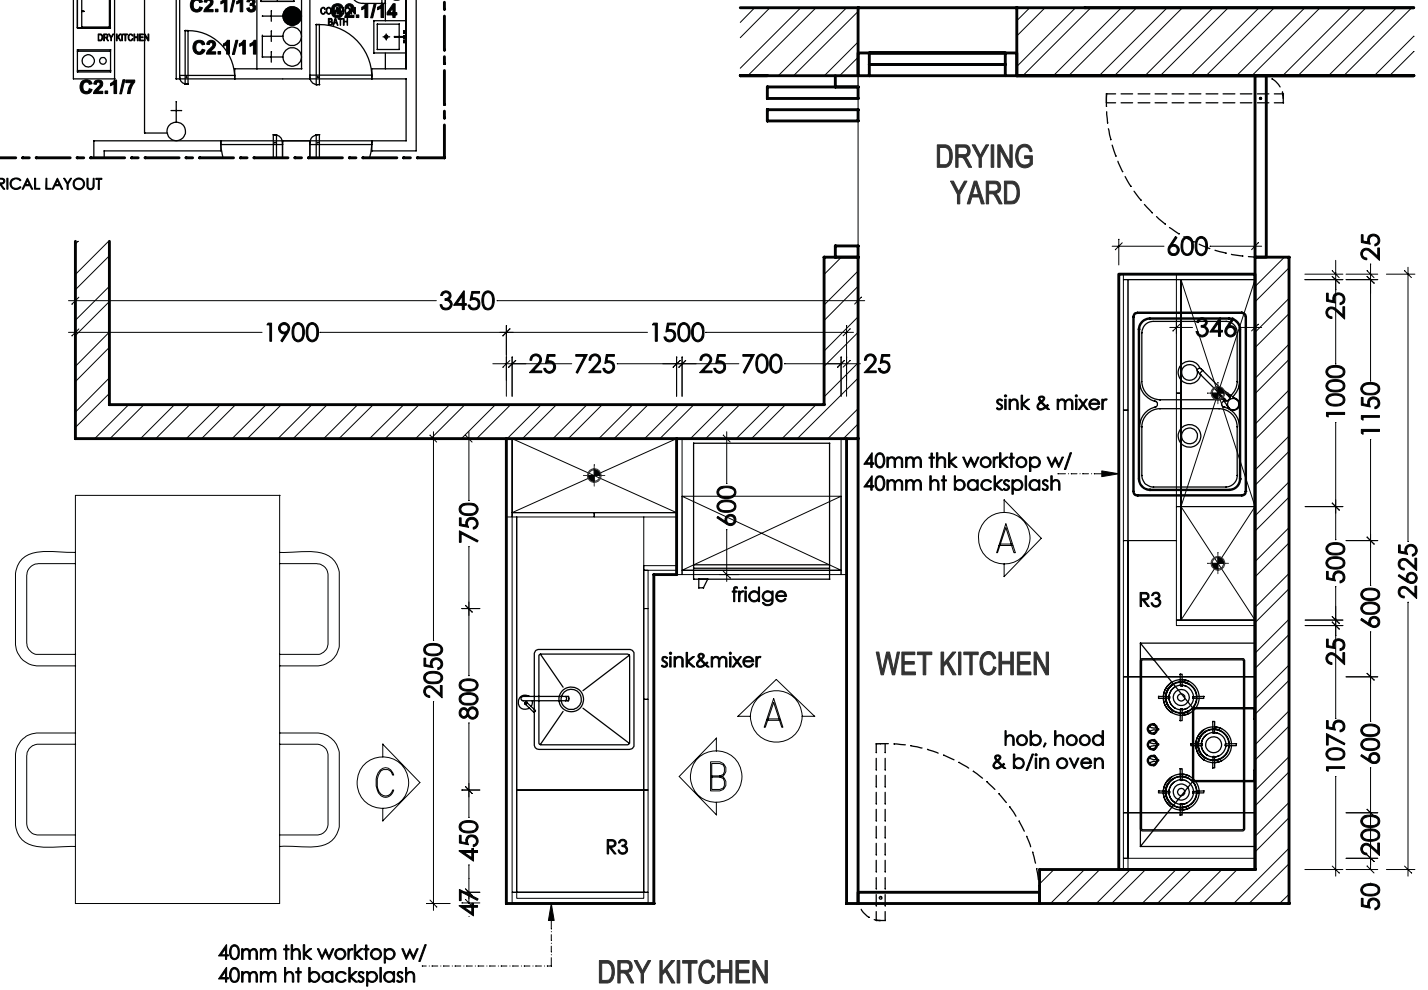 C2.1/13
C2.1/14
BATH
DRY KITCHEN
C2.1/11
C2.1/7
RICAL LAYOUT
DRYING
YARD
600
25
3450
1900
1500
25 725
25 700
25
346
25
1000
1150
sink & mixer
40mm thk worktop w/
40mm ht backsplash
A
750
600
fridge
500
600
2625
R3
25
2050
800
sink&mixer
WET KITCHEN
A
hob, hood
& b/in oven
1075
600
C
B
450
R3
200
47
50
40mm thk worktop w/
40mm ht backsplash
DRY KITCHEN